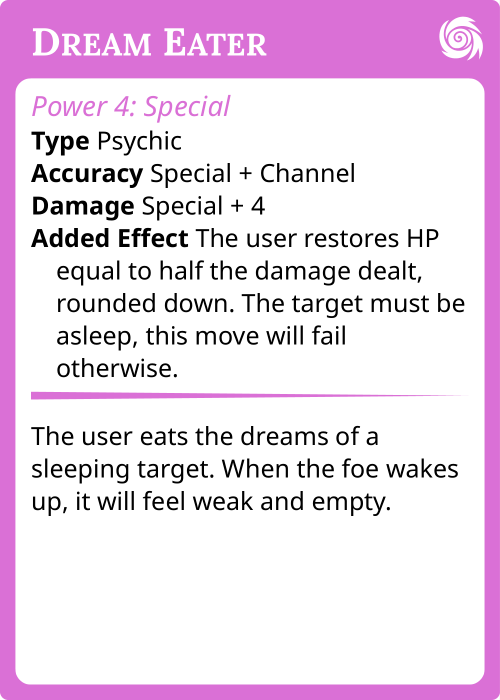 Dream Eater
Power 4: Special
Type Psychic
Accuracy Special + Channel
Damage Special + 4
Added Effect The user restores HP
equal to half the damage dealt,
rounded down. The target must be
asleep, this move will fail
otherwise.
The user eats the dreams of a
sleeping target. When the foe wakes
up, it will feel weak and empty.